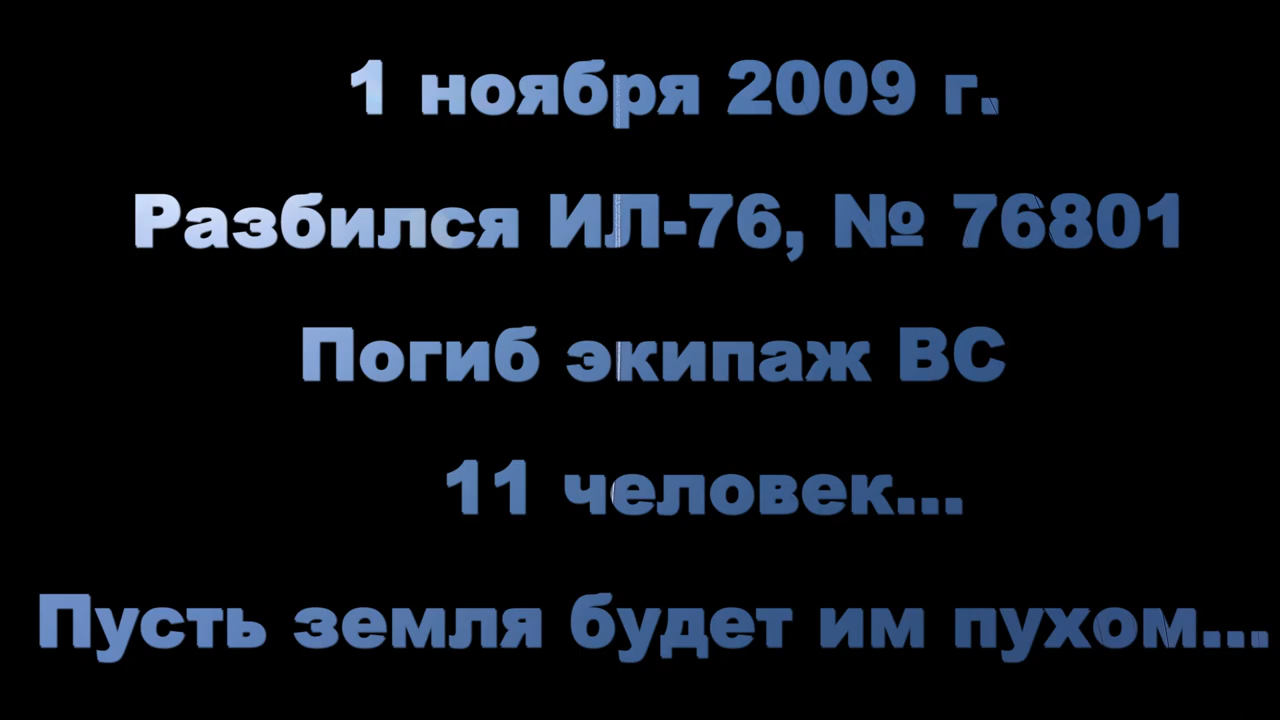 1 ноября 2009 г.
Разбился ИЛ-76, № 76801
Погиб экипаж ВС
11 человек...
Пусть земля будет им пухом...